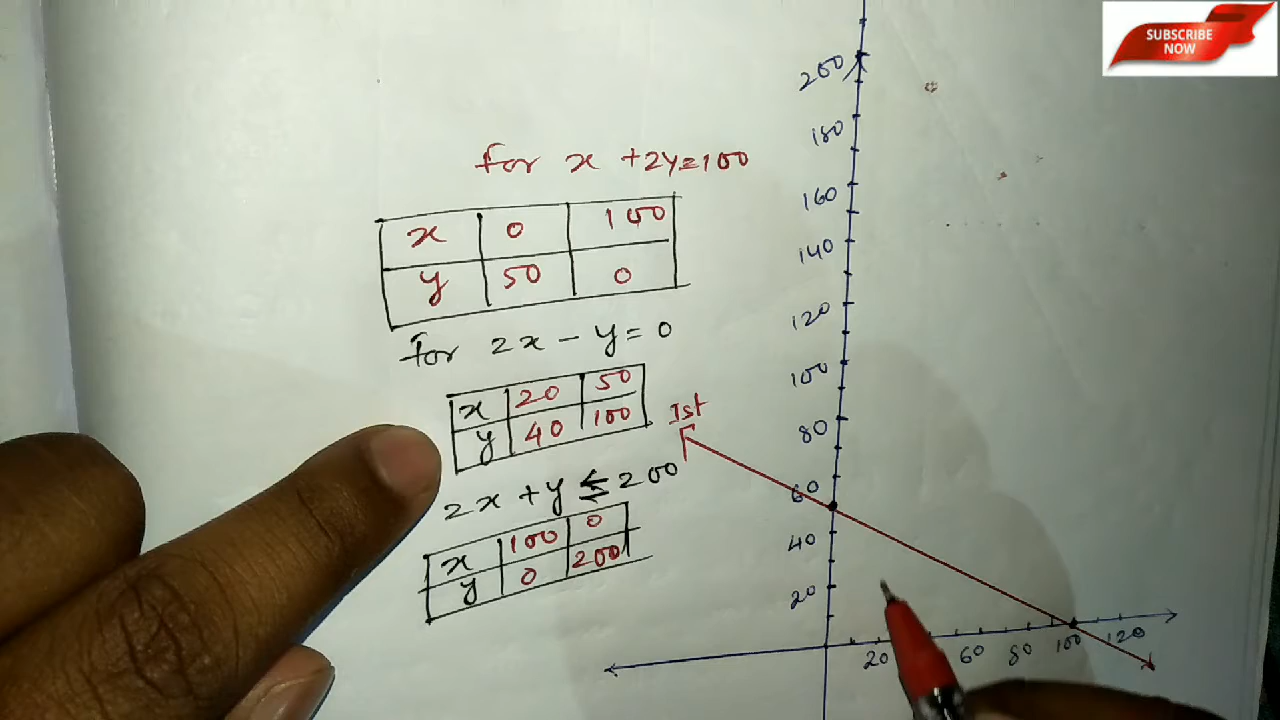 SUBSCRIBE
NOW
for x + 2y = 100
x 0 100
y 50 0
for 2x - y = 0
x 20 50
y 40 100
Ist
2x + y ≤ 200
x 100 0
y 0 200
200
180
160
140
120
100
80
60
40
20
20 60 80 100 120